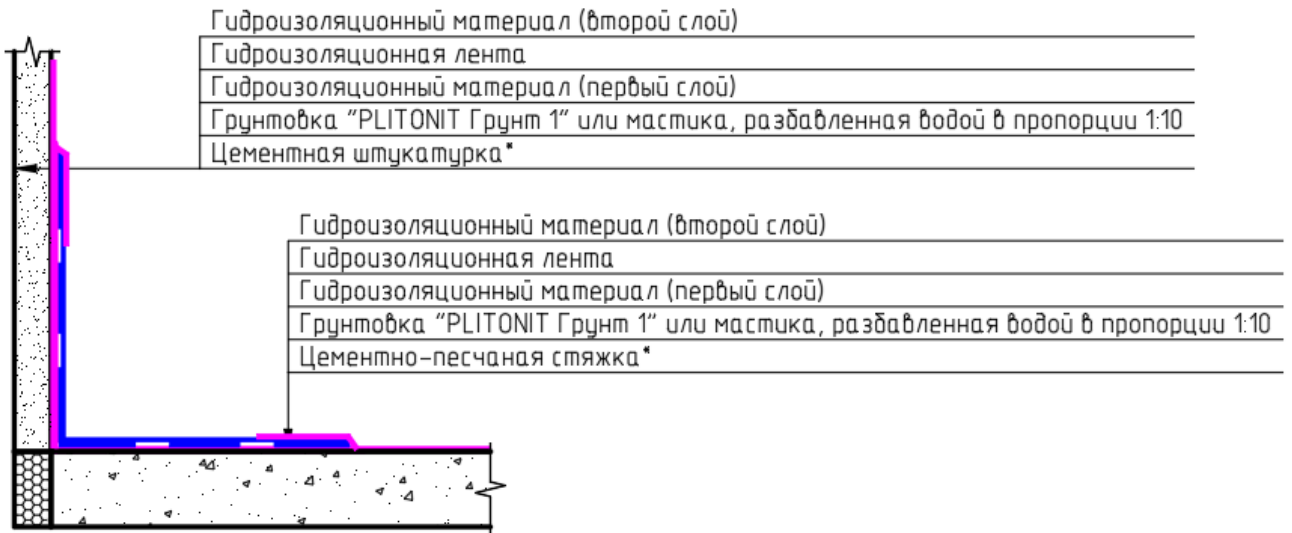 Гидроизоляционный материал (второй слой)
Гидроизоляционная лента
Гидроизоляционный материал (первый слой)
Грунтовка "PLITONIT Грунт 1" или мастика, разбавленная водой в пропорции 1:10
Цементная штукатурка*
Гидроизоляционный материал (второй слой)
Гидроизоляционная лента
Гидроизоляционный материал (первый слой)
Грунтовка "PLITONIT Грунт 1" или мастика, разбавленная водой в пропорции 1:10
Цементно-песчаная стяжка*